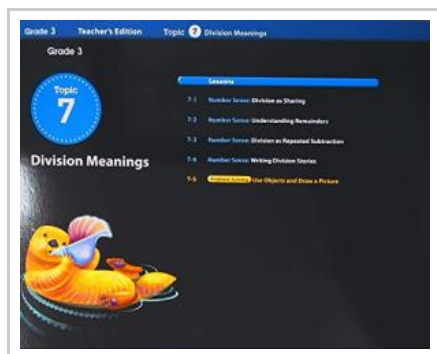 Grade 3 Teacher's Edition Topic 7 Division Meanings
Grade 3
Topic
7
Division Meanings
Lessons
7-1 Number Sense: Division as Sharing
7-2 Number Sense: Understanding Remainders
7-3 Number Sense: Division as Repeated Subtraction
7-4 Number Sense: Writing Division Stories
7-5 Problem Solving Use Objects and Draw a Picture